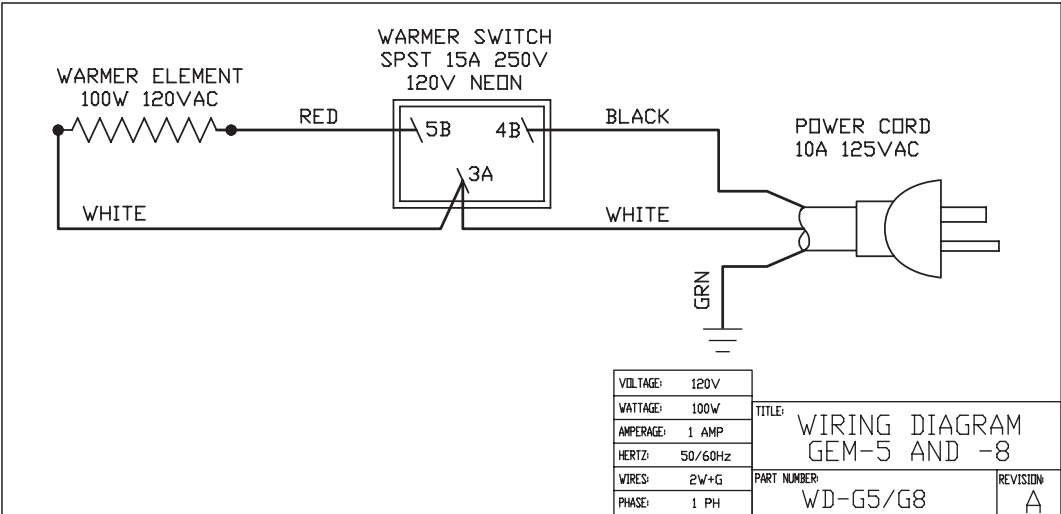 WARMER SWITCH
SPST 15A 250V
120V NEON
WARMER ELEMENT
100W 120VAC
RED
5B
4B
BLACK
POWER CORD
10A 125VAC
3A
WHITE
WHITE
GRN
VOLTAGE: 120V
WATTAGE: 100W
AMPERAGE: 1 AMP
HERTZ: 50/60Hz
WIRES: 2W+G
PHASE: 1 PH
TITLE:
WIRING DIAGRAM
GEM-5 AND -8
PART NUMBER:
WD-G5/G8
REVISION:
A